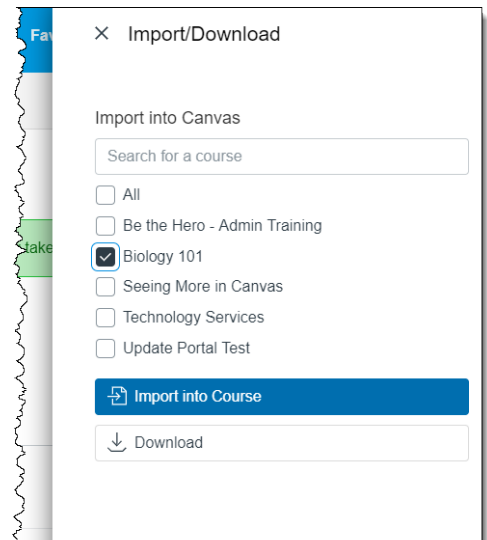 Import/Download
Import into Canvas
Search for a course
All
Be the Hero - Admin Training
Biology 101
Seeing More in Canvas
Technology Services
Update Portal Test
Import into Course
Download